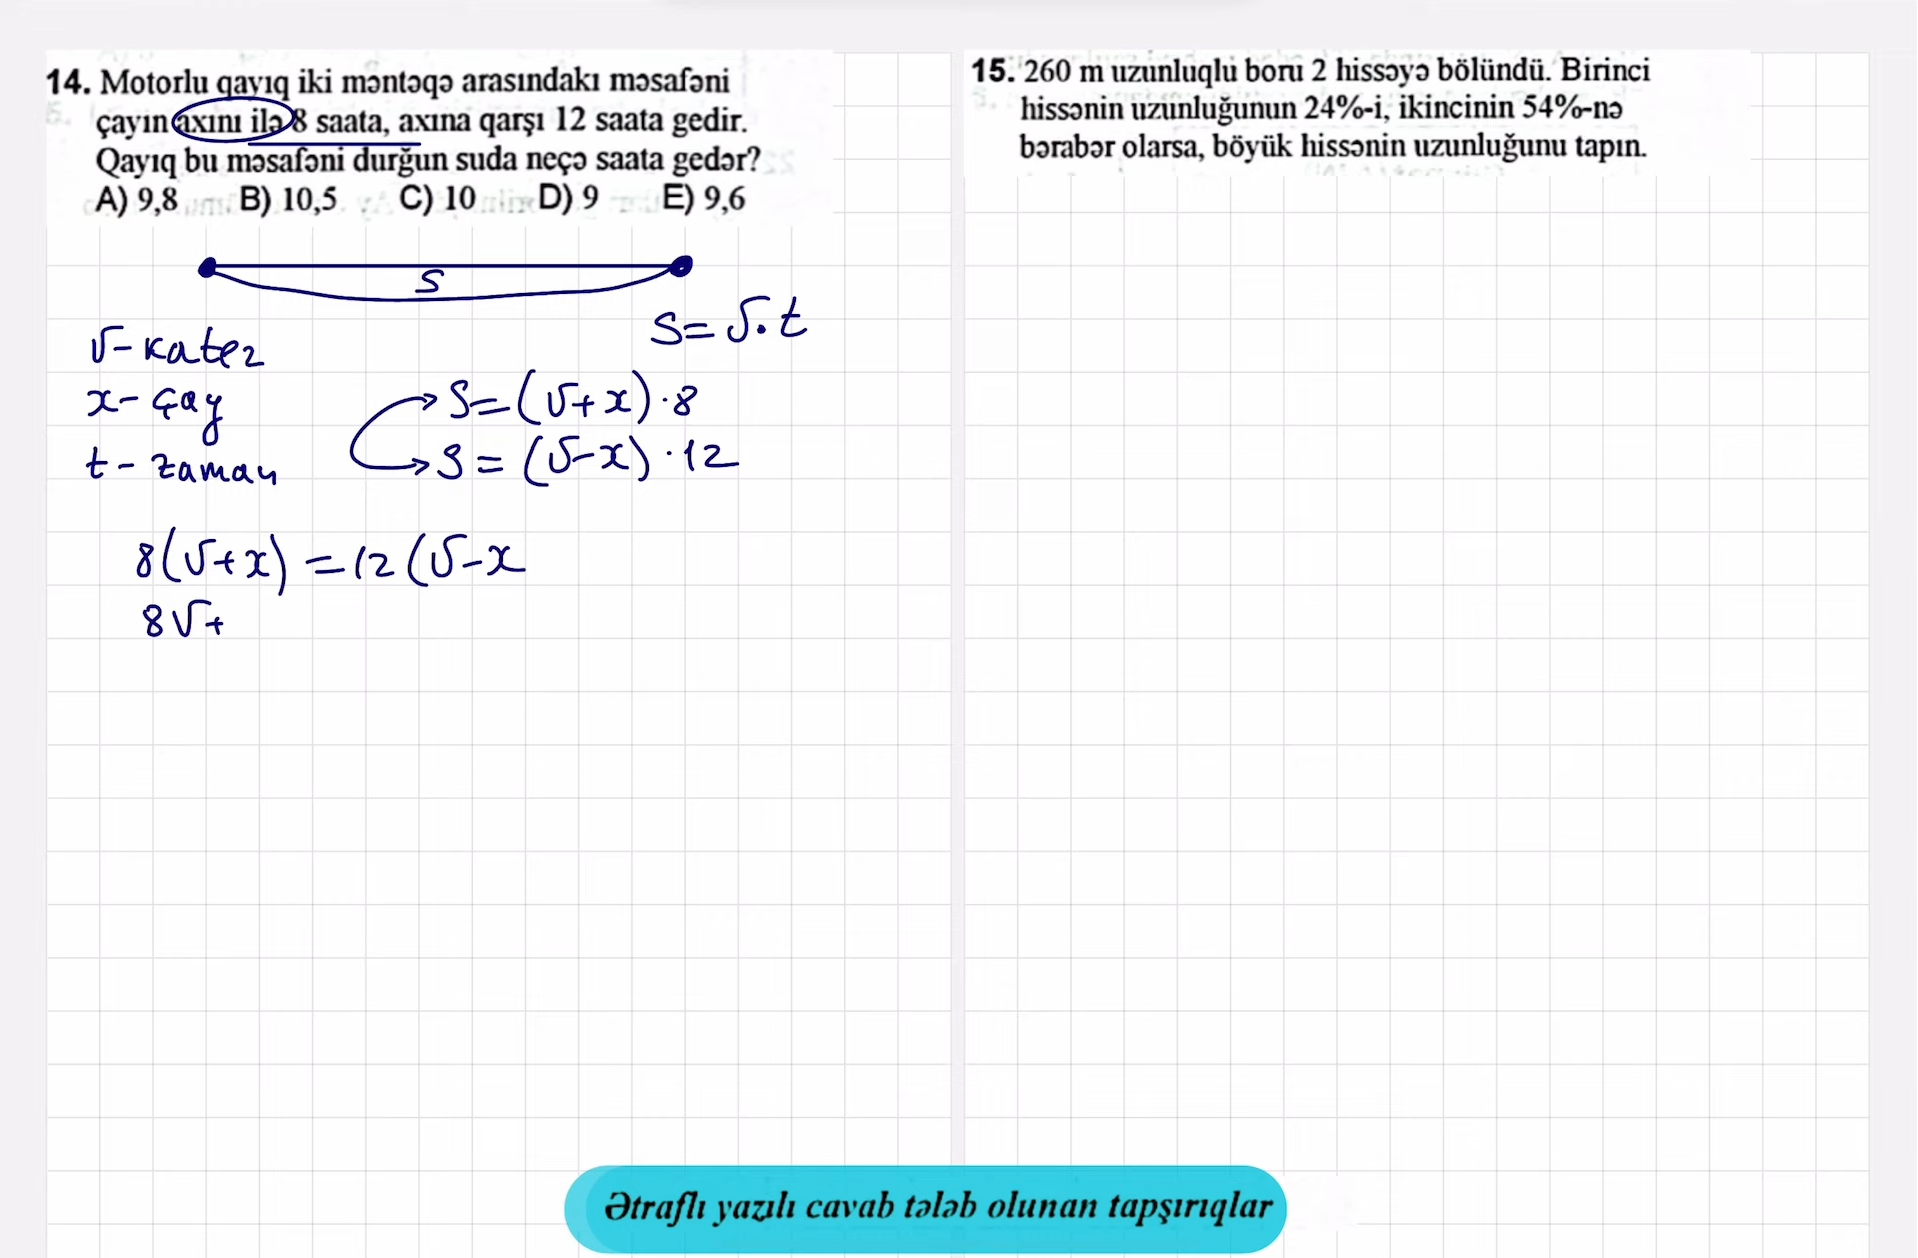 14. Motorlu qayıq iki məntəqə arasındakı məsafəni
çayın axını ilə 8 saata, axına qarşı 12 saata gedir.
Qayıq bu məsafəni durğun suda neçə saata gedər?
A) 9,8 B) 10,5 C) 10 D) 9 E) 9,6
S
S=v·t
v-kater
x-çay
t-zaman
S=(v+x)·8
S=(v-x)·12
8(v+x)=12(v-x
8v+
15. 260 m uzunluqlu boru 2 hissəyə bölündü. Birinci
hissənin uzunluğunun 24%-i, ikincinin 54%-nə
bərabər olarsa, böyük hissənin uzunluğunu tapın.
Ətraflı yazılı cavab tələb olunan tapşırıqlar